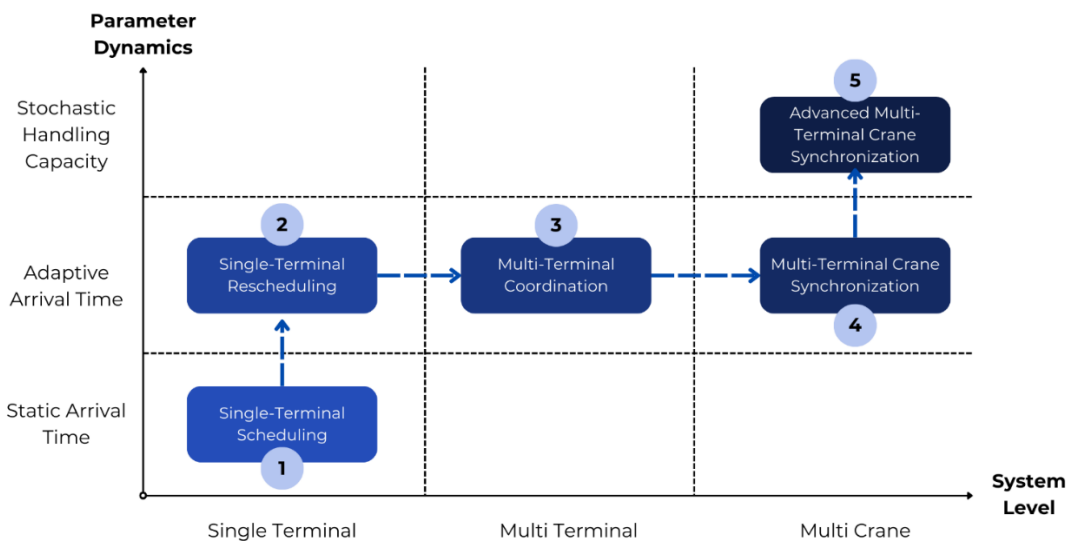 Parameter
Dynamics
Stochastic
Handling
Capacity
5
Advanced Multi-
Terminal Crane
Synchronization
Adaptive
Arrival Time
2
Single-Terminal
Rescheduling
3
Multi-Terminal
Coordination
Multi-Terminal Crane
Synchronization
4
Static Arrival
Time
Single-Terminal
Scheduling
1
System
Level
Single Terminal
Multi Terminal
Multi Crane